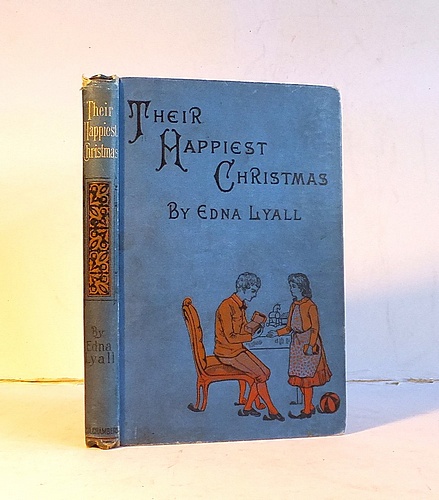 Their
Happiest
Christmas
By
Edna
Lyall
THEIR
HAPPIEST
CHRISTMAS
BY EDNA LYALL